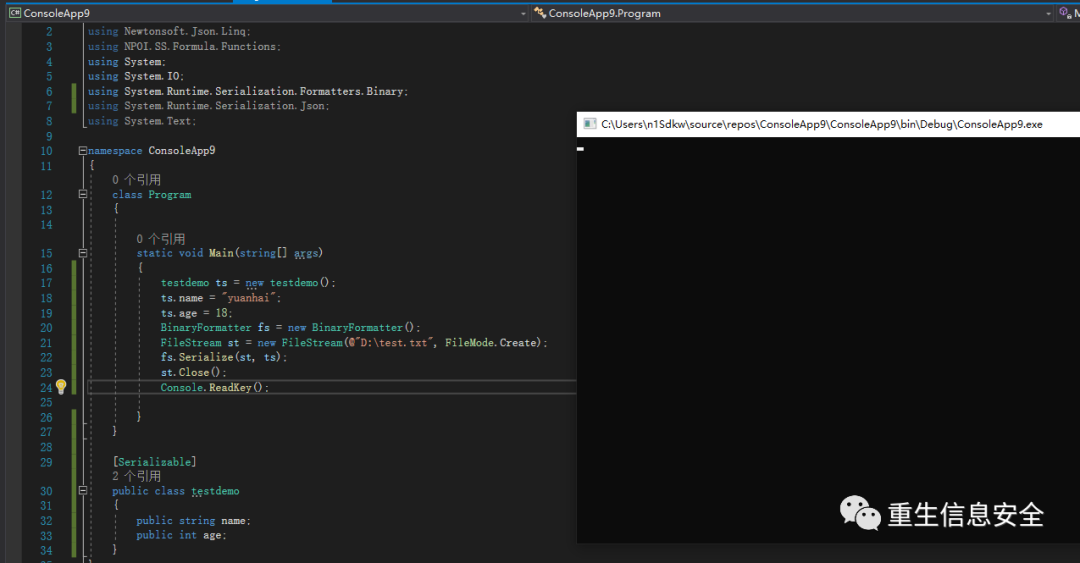 C# ConsoleApp9
ConsoleApp9.Program
2 using Newtonsoft.Json.Linq;
3 using NPOI.SS.Formula.Functions;
4 using System;
5 using System.IO;
6 using System.Runtime.Serialization.Formatters.Binary;
7 using System.Runtime.Serialization.Json;
8 using System.Text;
9
10 namespace ConsoleApp9
11 {
0 个引用
12 class Program
13 {
14
0 个引用
15 static void Main(string[] args)
16 {
17 testdemo ts = new testdemo();
18 ts.name = "yuanhai";
19 ts.age = 18;
20 BinaryFormatter fs = new BinaryFormatter();
21 FileStream st = new FileStream(@"D:\test.txt", FileMode.Create);
22 fs.Serialize(st, ts);
23 st.Close();
24 Console.ReadKey();
25
26 }
27 }
28
29 [Serializable]
2 个引用
30 public class testdemo
31 {
32 public string name;
33 public int age;
34 }
C:\Users\n1Sdkw\source\repos\ConsoleApp9\ConsoleApp9\bin\Debug\ConsoleApp9.exe
重生信息安全